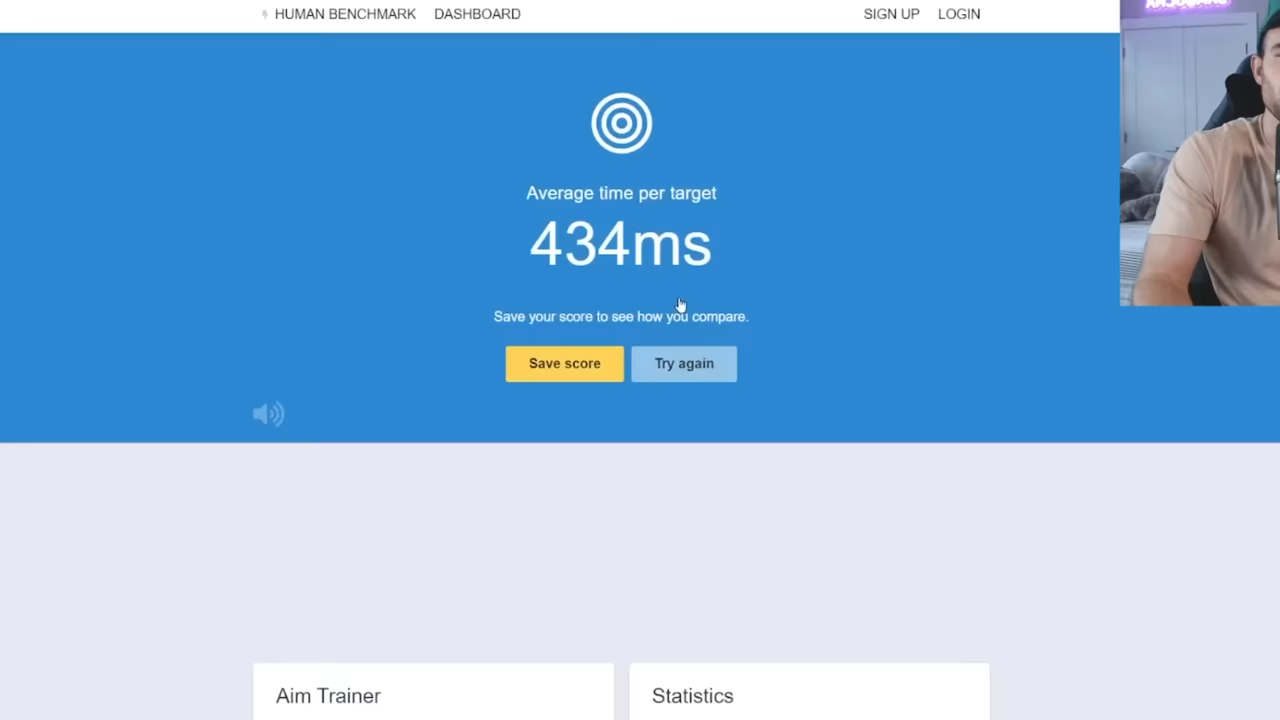 HUMAN BENCHMARK DASHBOARD SIGN UP LOGIN
Average time per target
434ms
Save your score to see how you compare.
Save score Try again
Aim Trainer Statistics